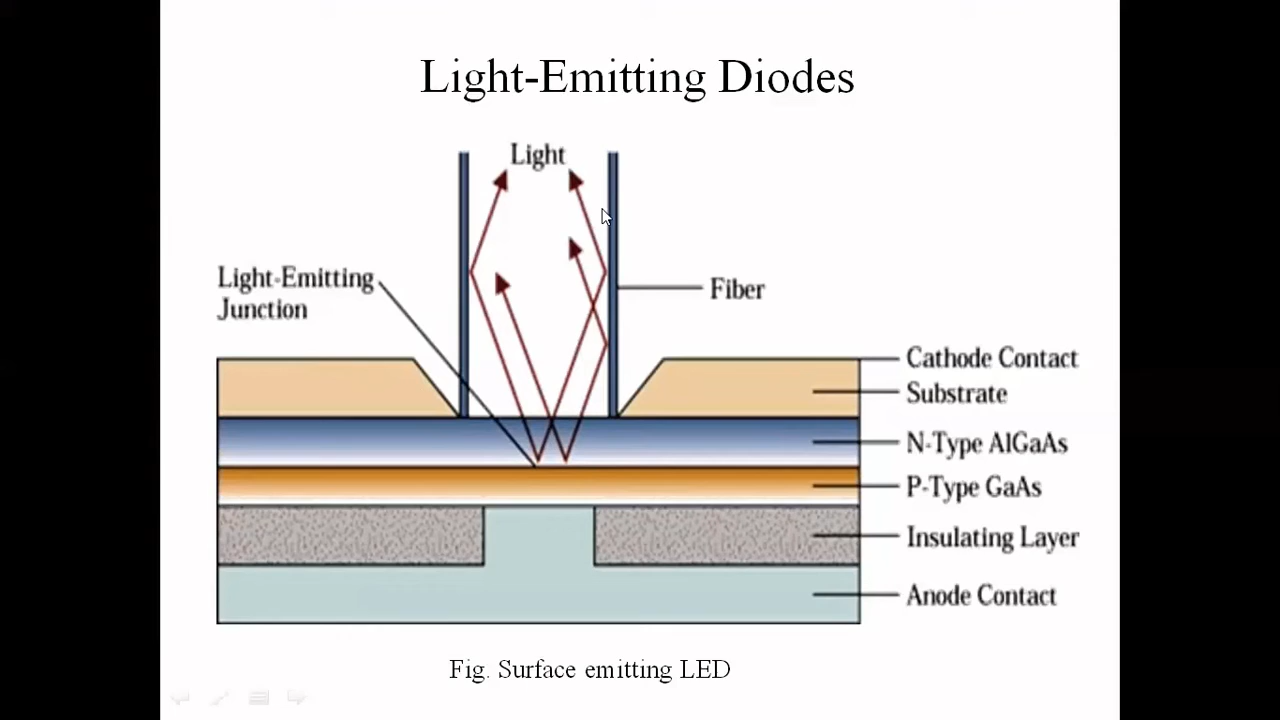 Light-Emitting Diodes
Light
Light-Emitting
Junction
Fiber
Cathode Contact
Substrate
N-Type AlGaAs
P-Type GaAs
Insulating Layer
Anode Contact
Fig. Surface emitting LED